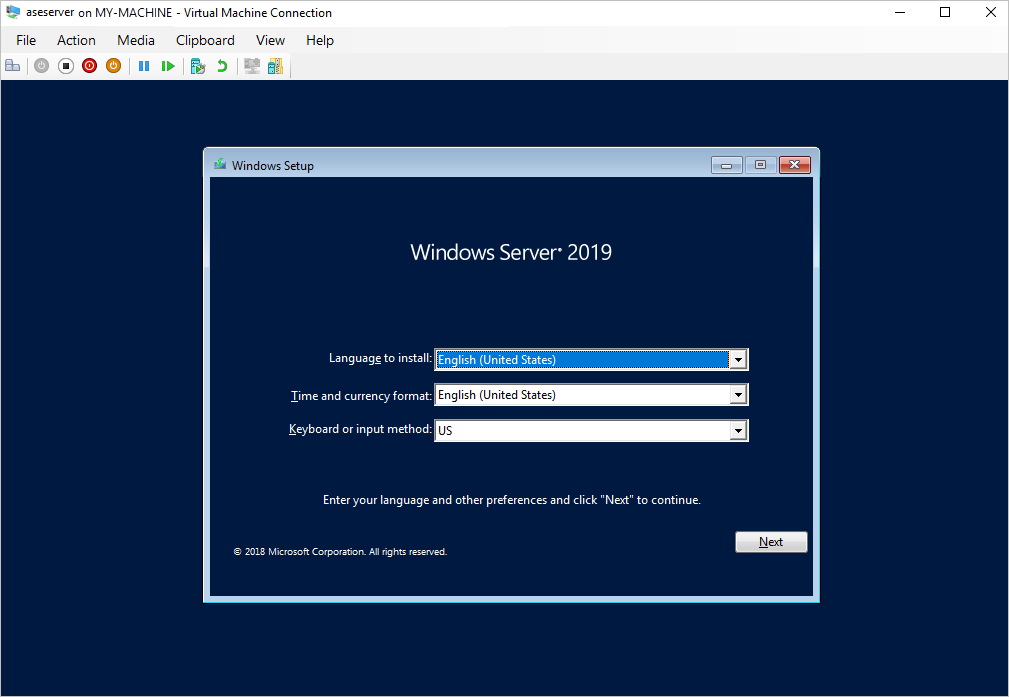 aseserver on MY-MACHINE - Virtual Machine Connection
File Action Media Clipboard View Help
Windows Setup
Windows Server® 2019
Language to install: English (United States)
Time and currency format: English (United States)
Keyboard or input method: US
Enter your language and other preferences and click "Next" to continue.
Next
© 2018 Microsoft Corporation. All rights reserved.